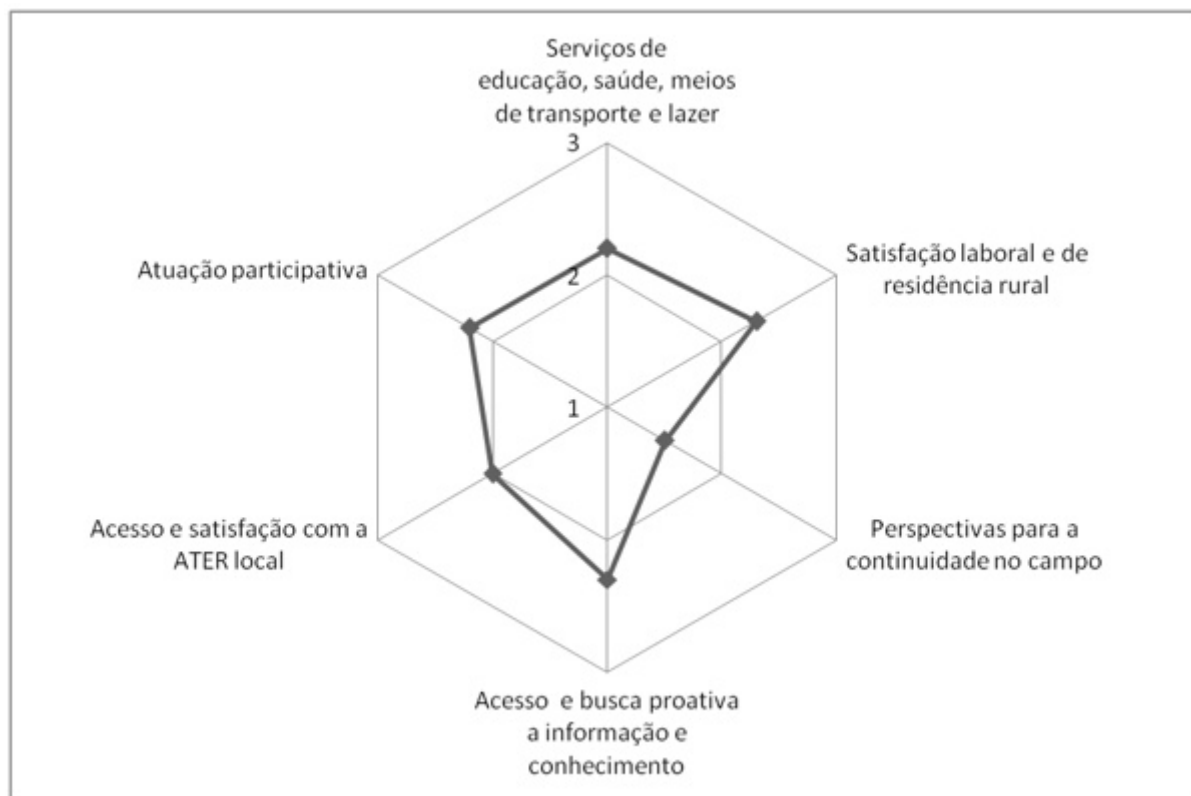 Serviços de
educação, saúde, meios
de transporte e lazer
3
Satisfação laboral e de
residência rural
Atuação participativa
2
1
Acesso e satisfação com a
ATER local
Perspectivas para a
continuidade no campo
Acesso e busca proativa
a informação e
conhecimento